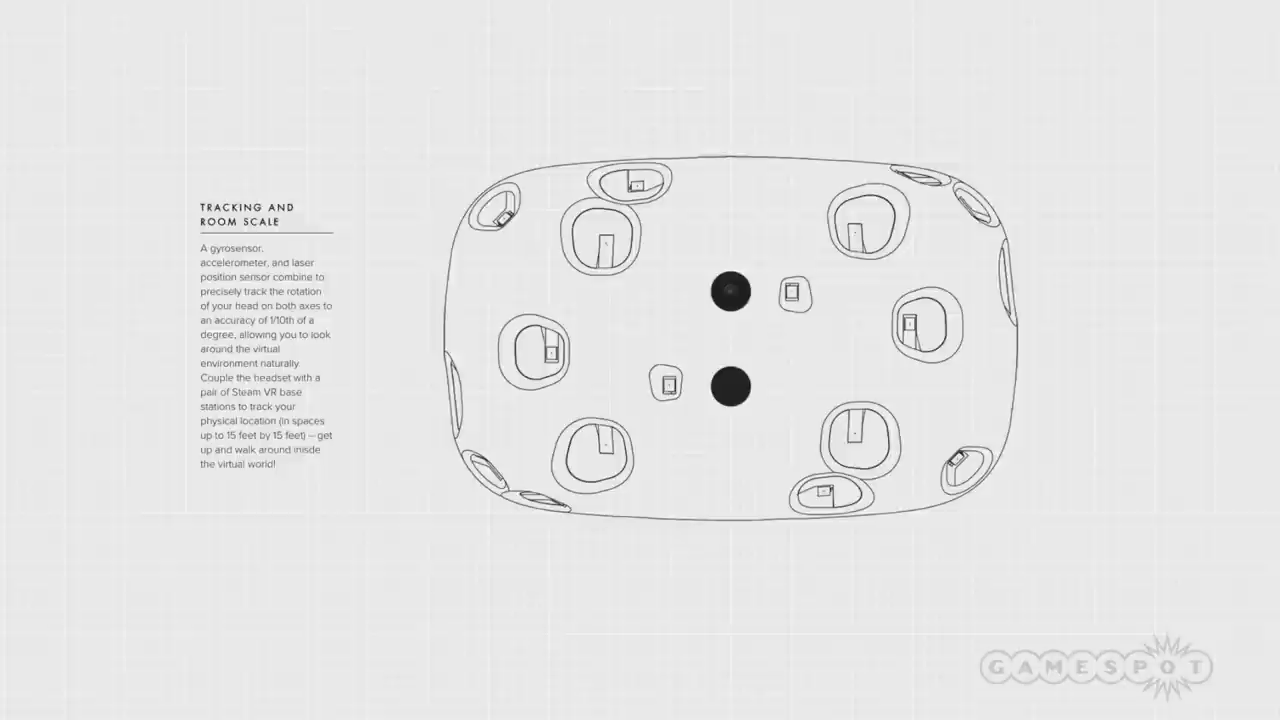 TRACKING AND
ROOM SCALE
A gyrosensor,
accelerometer, and laser
position sensor combine to
precisely track the rotation
of your head on both axes to
an accuracy of 1/10th of a
degree, allowing you to look
around the virtual
environment naturally
Couple the headset with a
pair of Steam VR base
stations to track your
physical location (in spaces
up to 15 feet by 15 feet) – get
up and walk around inisde
the virtual world!
GAMESPOT